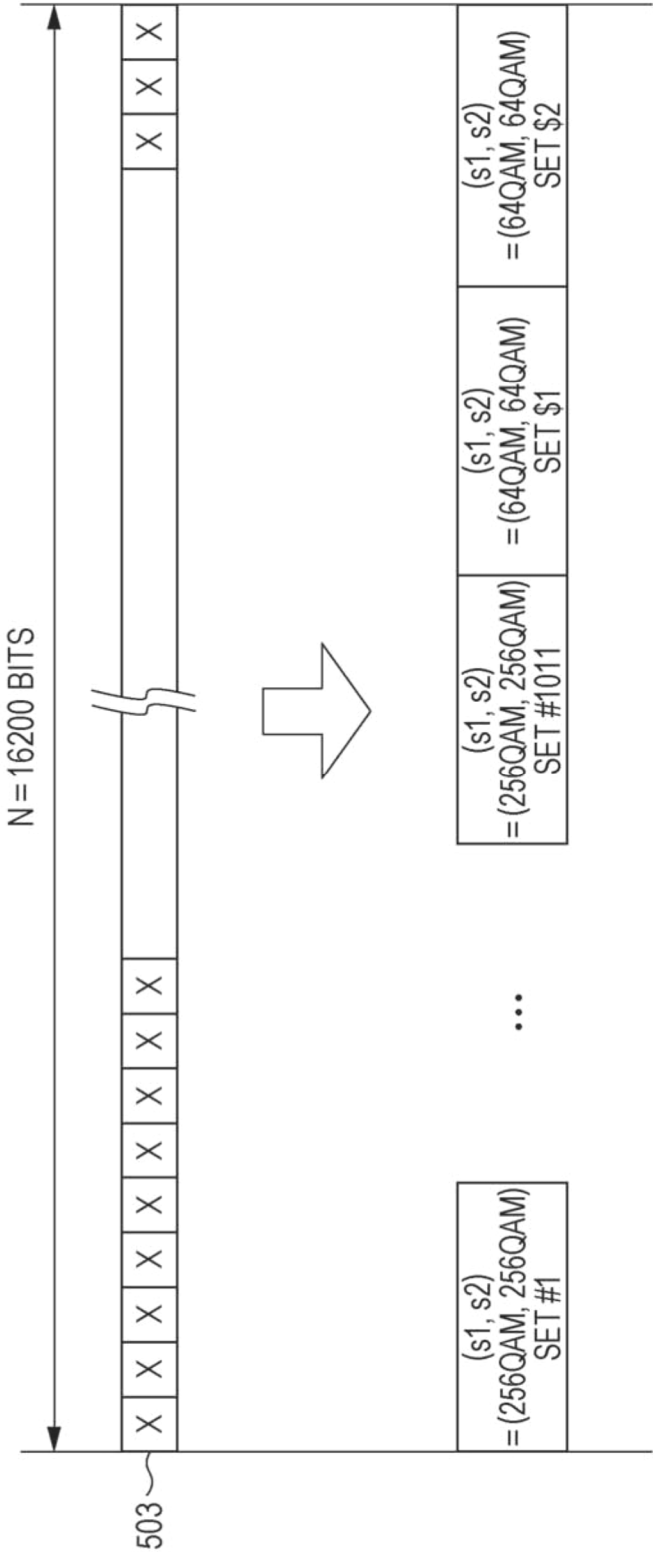 N = 16200 BITS
503
X X X X X X X X X X X X
(s1, s2)
= (256QAM, 256QAM)
SET #1
...
(s1, s2)
= (256QAM, 256QAM)
SET #1011
(s1, s2)
= (64QAM, 64QAM)
SET $1
(s1, s2)
= (64QAM, 64QAM)
SET $2